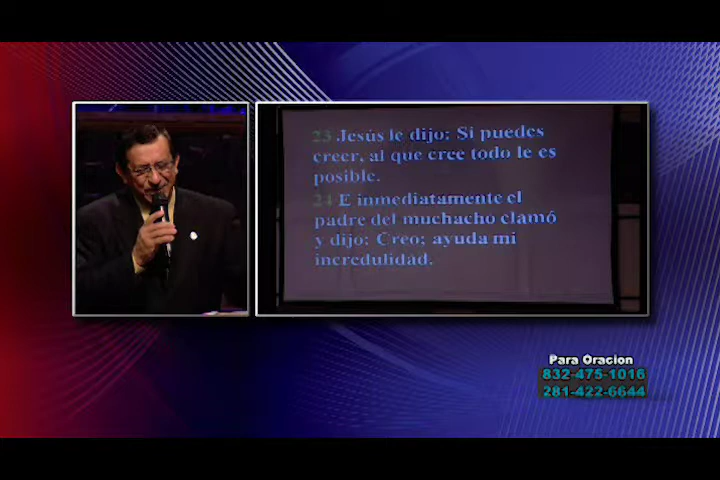 23 Jesús le dijo: Si puedes
creer, al que cree todo le es
posible.
24 E inmediatamente el
padre del muchacho clamó
y dijo: Creo; ayuda mi
incredulidad.
Para Oracion
832-475-1016
281-422-6644